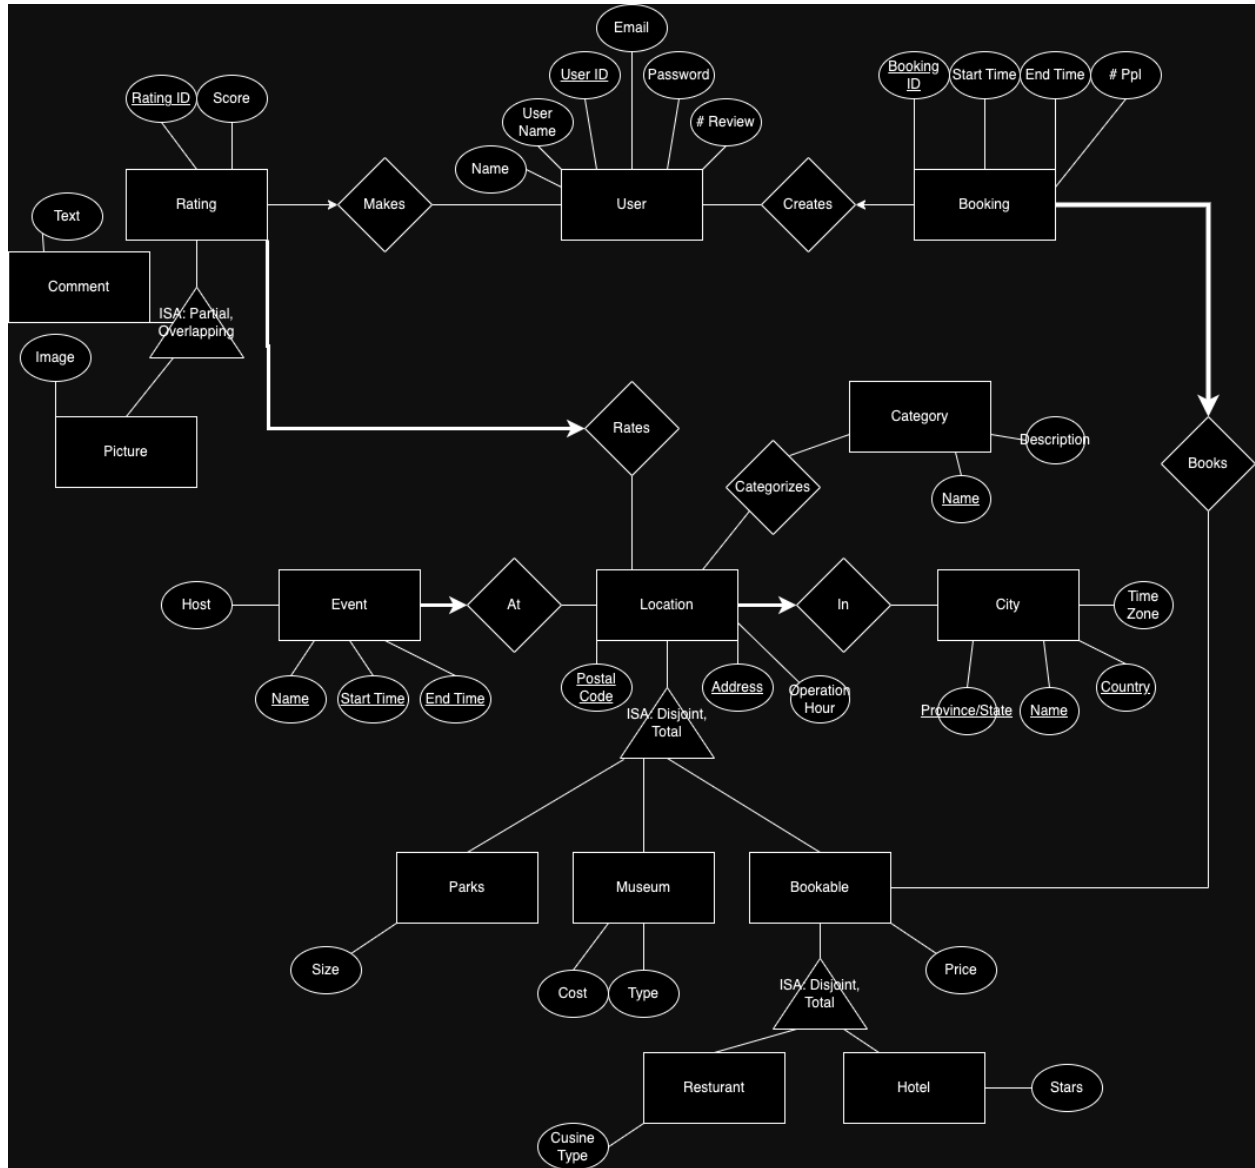 Email
User ID
Password
Booking
ID
Start Time
End Time
# Ppl
Rating ID
Score
User
Name
# Review
Name
Rating
Makes
User
Creates
Booking
Text
Comment
ISA: Partial,
Overlapping
Image
Picture
Rates
Category
Description
Categorizes
Name
Books
Host
Event
At
Location
In
City
Time
Zone
Name
Start Time
End Time
Postal
Code
Address
Operation
Hour
Province/State
Name
Country
ISA: Disjoint,
Total
Parks
Museum
Bookable
Size
Cost
Type
ISA: Disjoint,
Total
Price
Resturant
Hotel
Stars
Cusine
Type